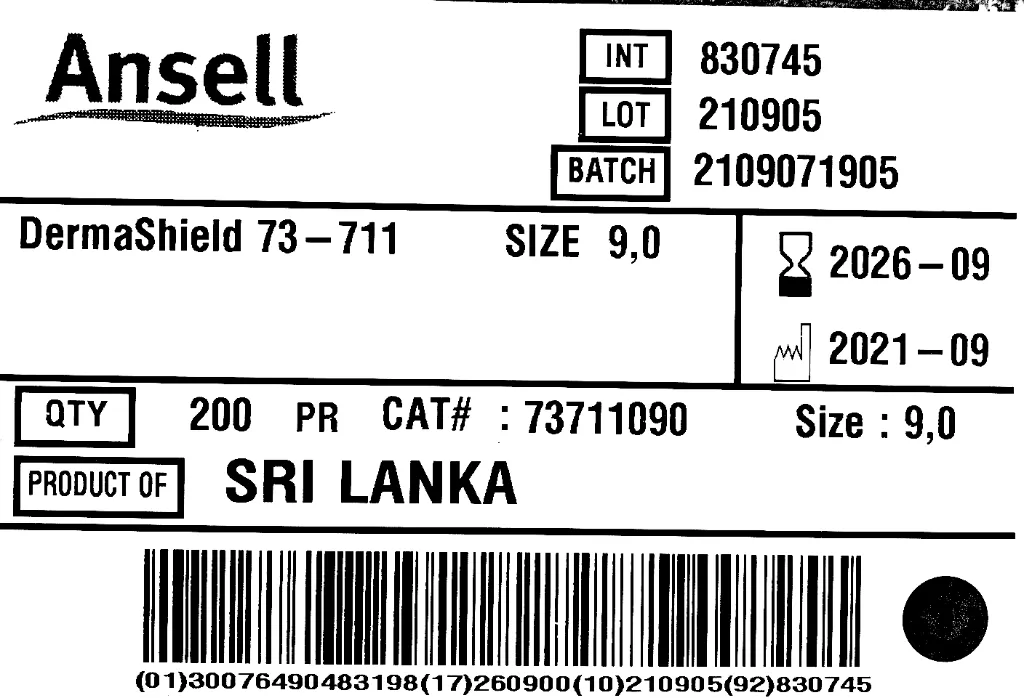 Ansell
INT 830745
LOT 210905
BATCH 2109071905
DermaShield 73-711 SIZE 9,0
2026-09
2021-09
QTY 200 PR CAT# : 73711090 Size : 9,0
PRODUCT OF SRI LANKA
(01)30076490483198(17)260900(10)210905(92)830745